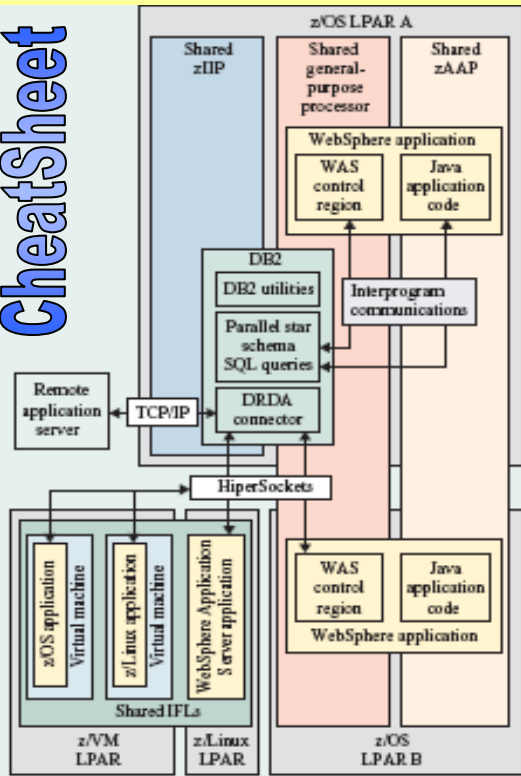 CheatSheet
z/OS LPAR A
Shared
zIIP
Shared
general-
purpose
processor
Shared
zAAP
WebSphere application
WAS
control
region
Java
application
code
DB2
DB2 utilities
Interprogram
communications
Parallel star
schema
SQL queries
Remote
application
server
TCP/IP
DRDA
connector
HiperSockets
z/OS application
Virtual machine
z/Linux application
Virtual machine
WebSphere Application
Server application
Shared IFLs
WAS
control
region
Java
application
code
WebSphere application
z/VM
LPAR
z/Linux
LPAR
z/OS
LPAR B